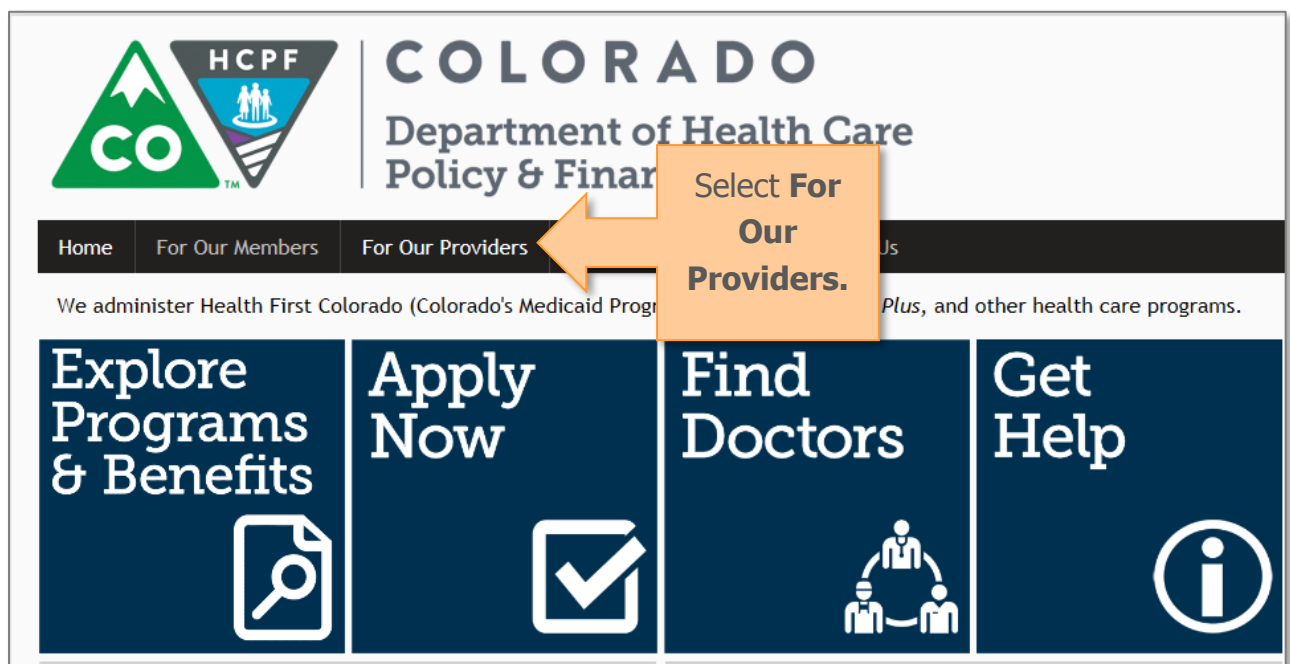 HCPF
CO
TM
COLORADO
Department of Health Care
Policy & Finan
Select For
Our
Providers.
Home For Our Members For Our Providers Us
We administer Health First Colorado (Colorado's Medicaid Progr Plus, and other health care programs.
Explore
Programs
& Benefits
Apply
Now
Find
Doctors
Get
Help